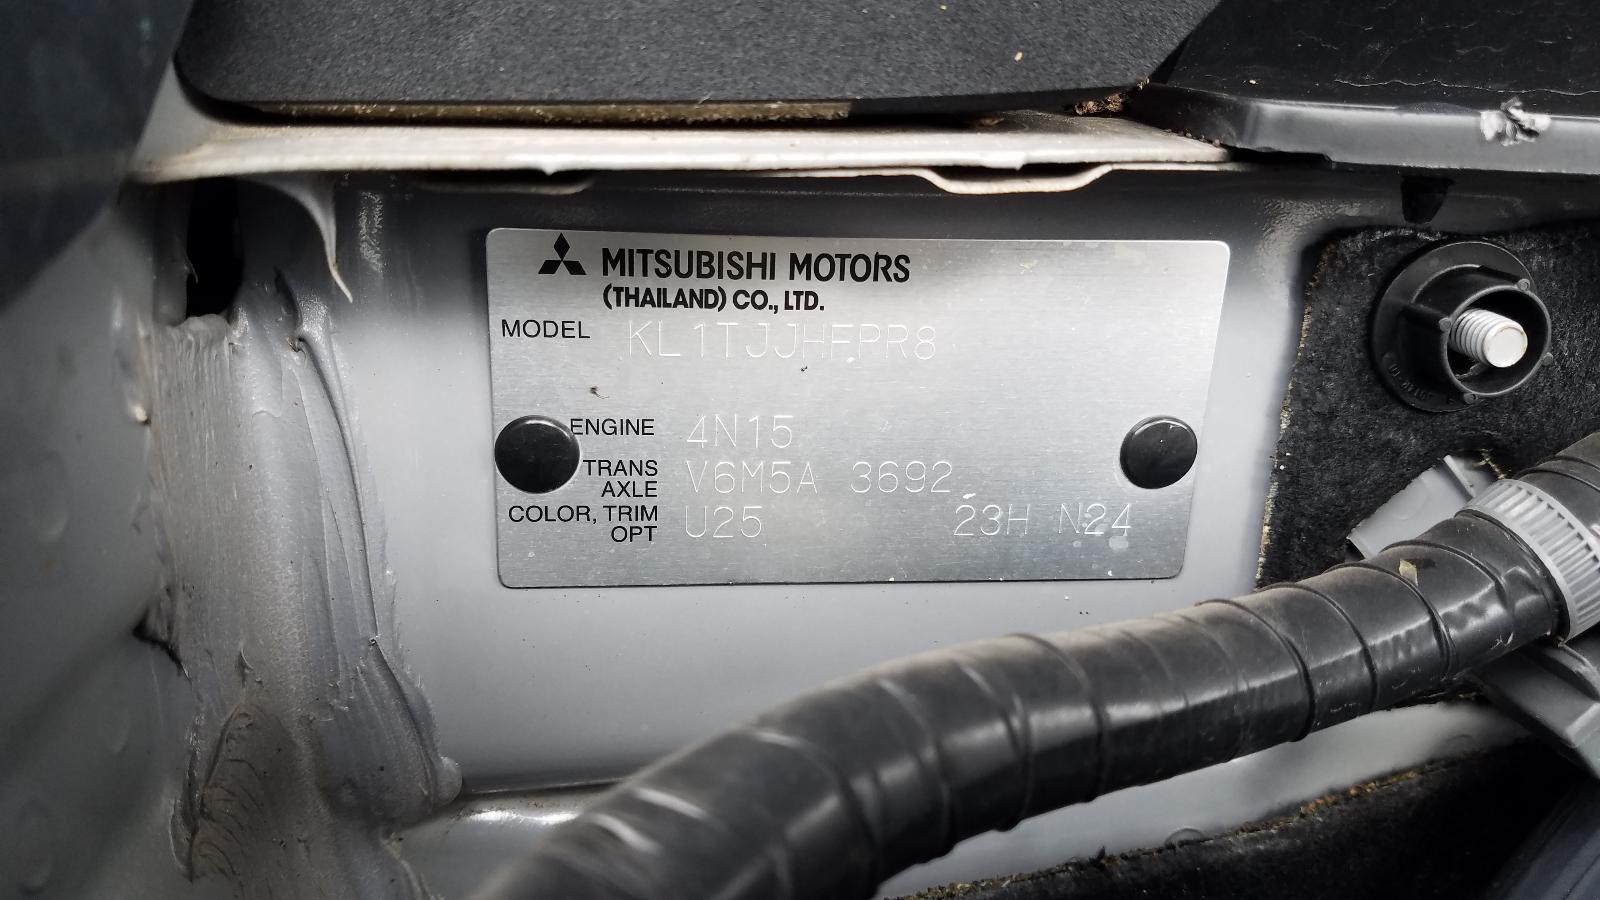 MITSUBISHI MOTORS
(THAILAND) CO., LTD.
MODEL KL1TJJHFPR8
ENGINE 4N15
TRANS AXLE V6M5A 3692
COLOR, TRIM OPT U25 23H N24